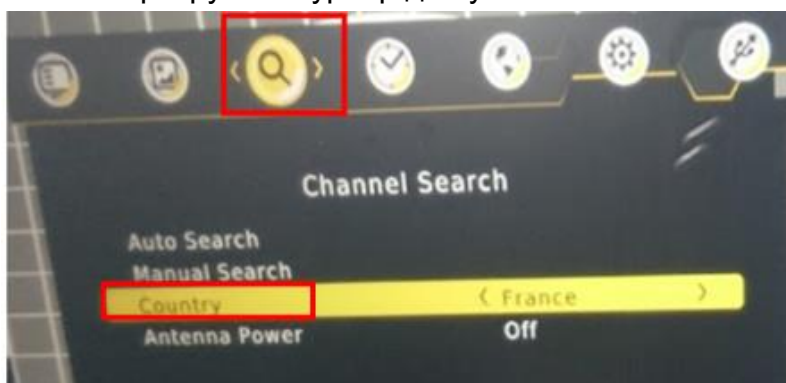 Channel Search
Auto Search
Manual Search
Country < France >
Antenna Power Off